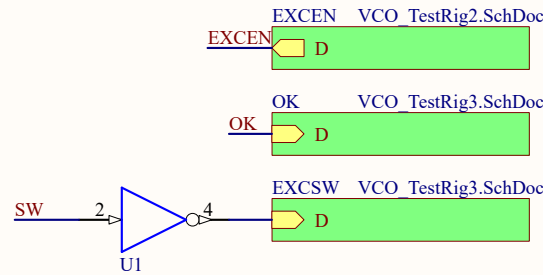 EXCEN VCO_TestRig2.SchDoc
EXCEN D
OK VCO_TestRig3.SchDoc
OK D
EXCSW VCO_TestRig3.SchDoc
SW 2 4 D
U1